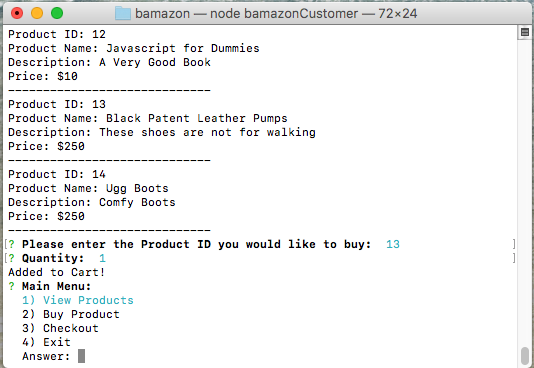 bamazon — node bamazonCustomer — 72×24
Product ID: 12
Product Name: Javascript for Dummies
Description: A Very Good Book
Price: $10
-----------------------------
Product ID: 13
Product Name: Black Patent Leather Pumps
Description: These shoes are not for walking
Price: $250
-----------------------------
Product ID: 14
Product Name: Ugg Boots
Description: Comfy Boots
Price: $250
-----------------------------
[? Please enter the Product ID you would like to buy:  13 ]
[? Quantity:  1 ]
Added to Cart!
? Main Menu:
1) View Products
2) Buy Product
3) Checkout
4) Exit
Answer: